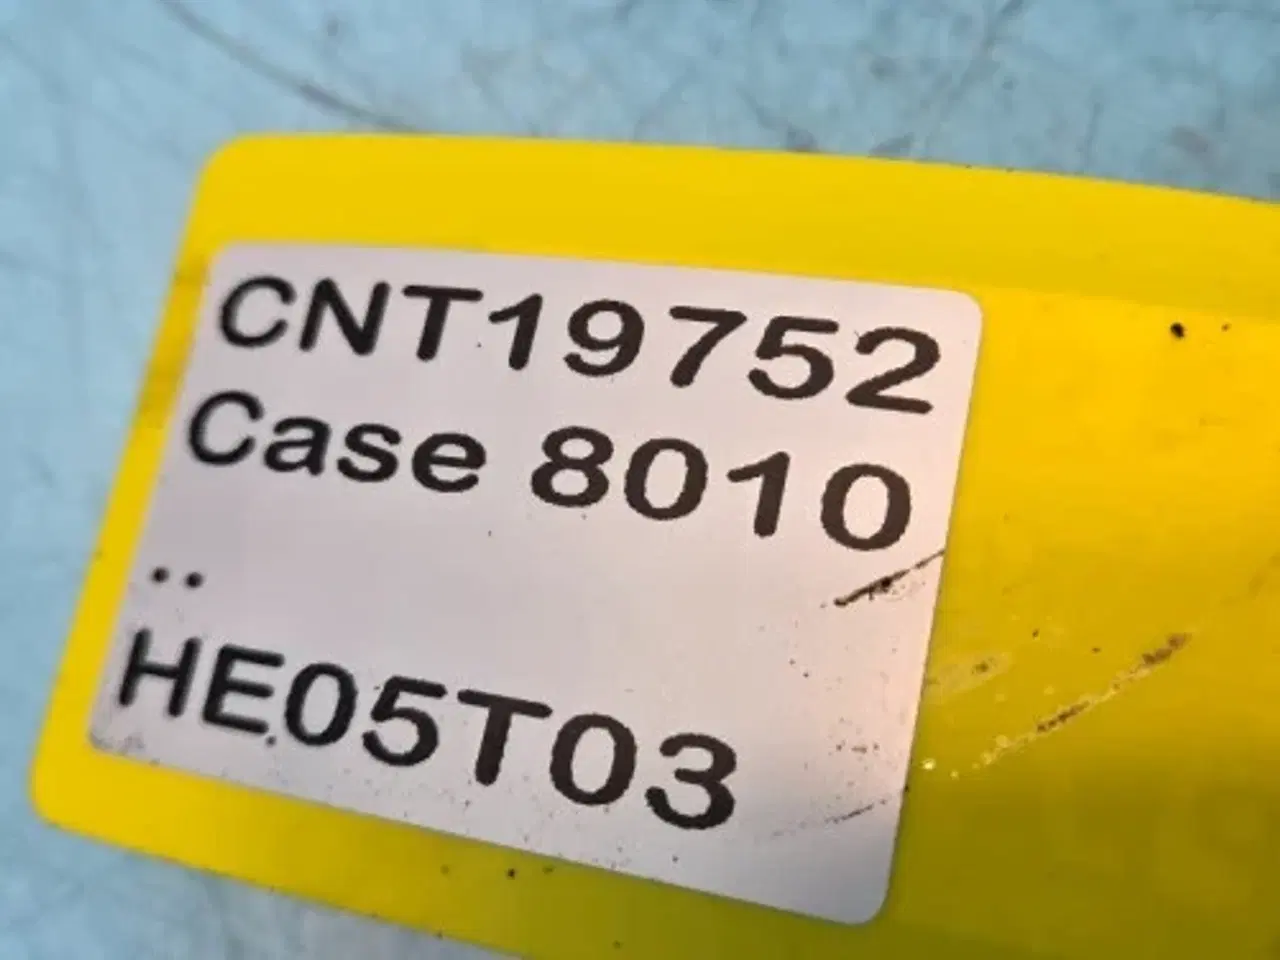 CNT19752
Case 8010
..
HE05T03